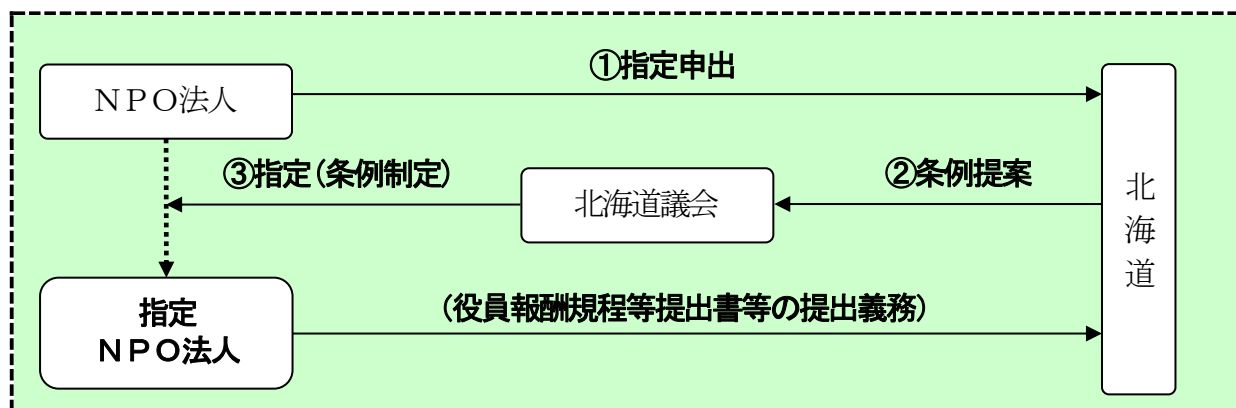 ①指定申出
ＮＰＯ法人
③指定（条例制定）
②条例提案
北海道議会
北海道
指定
ＮＰＯ法人
（役員報酬規程等提出書等の提出義務）